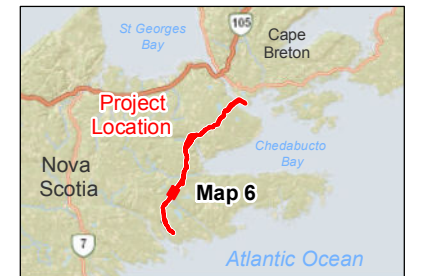 St Georges
Bay
105
Cape
Breton
Project
Location
Chedabucto
Bay
Nova
Scotia
Map 6
7
Atlantic Ocean